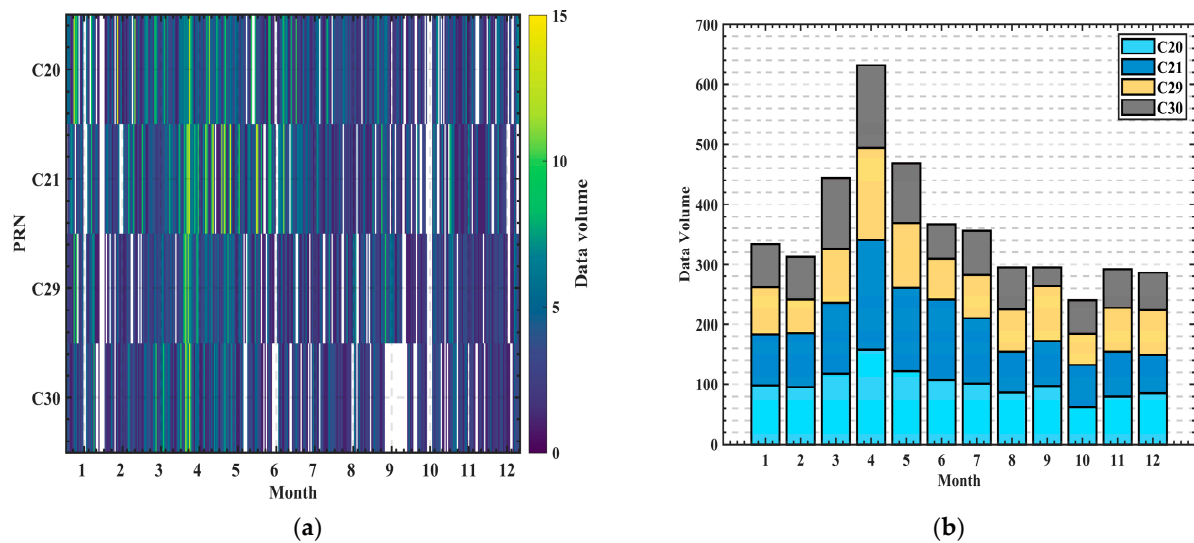 PRN
C20
C21
C29
C30
1 2 3 4 5 6 7 8 9 10 11 12
Month
15
10
5
0
Data volume
(a)
Data Volume
700
600
500
400
300
200
100
0
1 2 3 4 5 6 7 8 9 10 11 12
Month
C20
C21
C29
C30
(b)